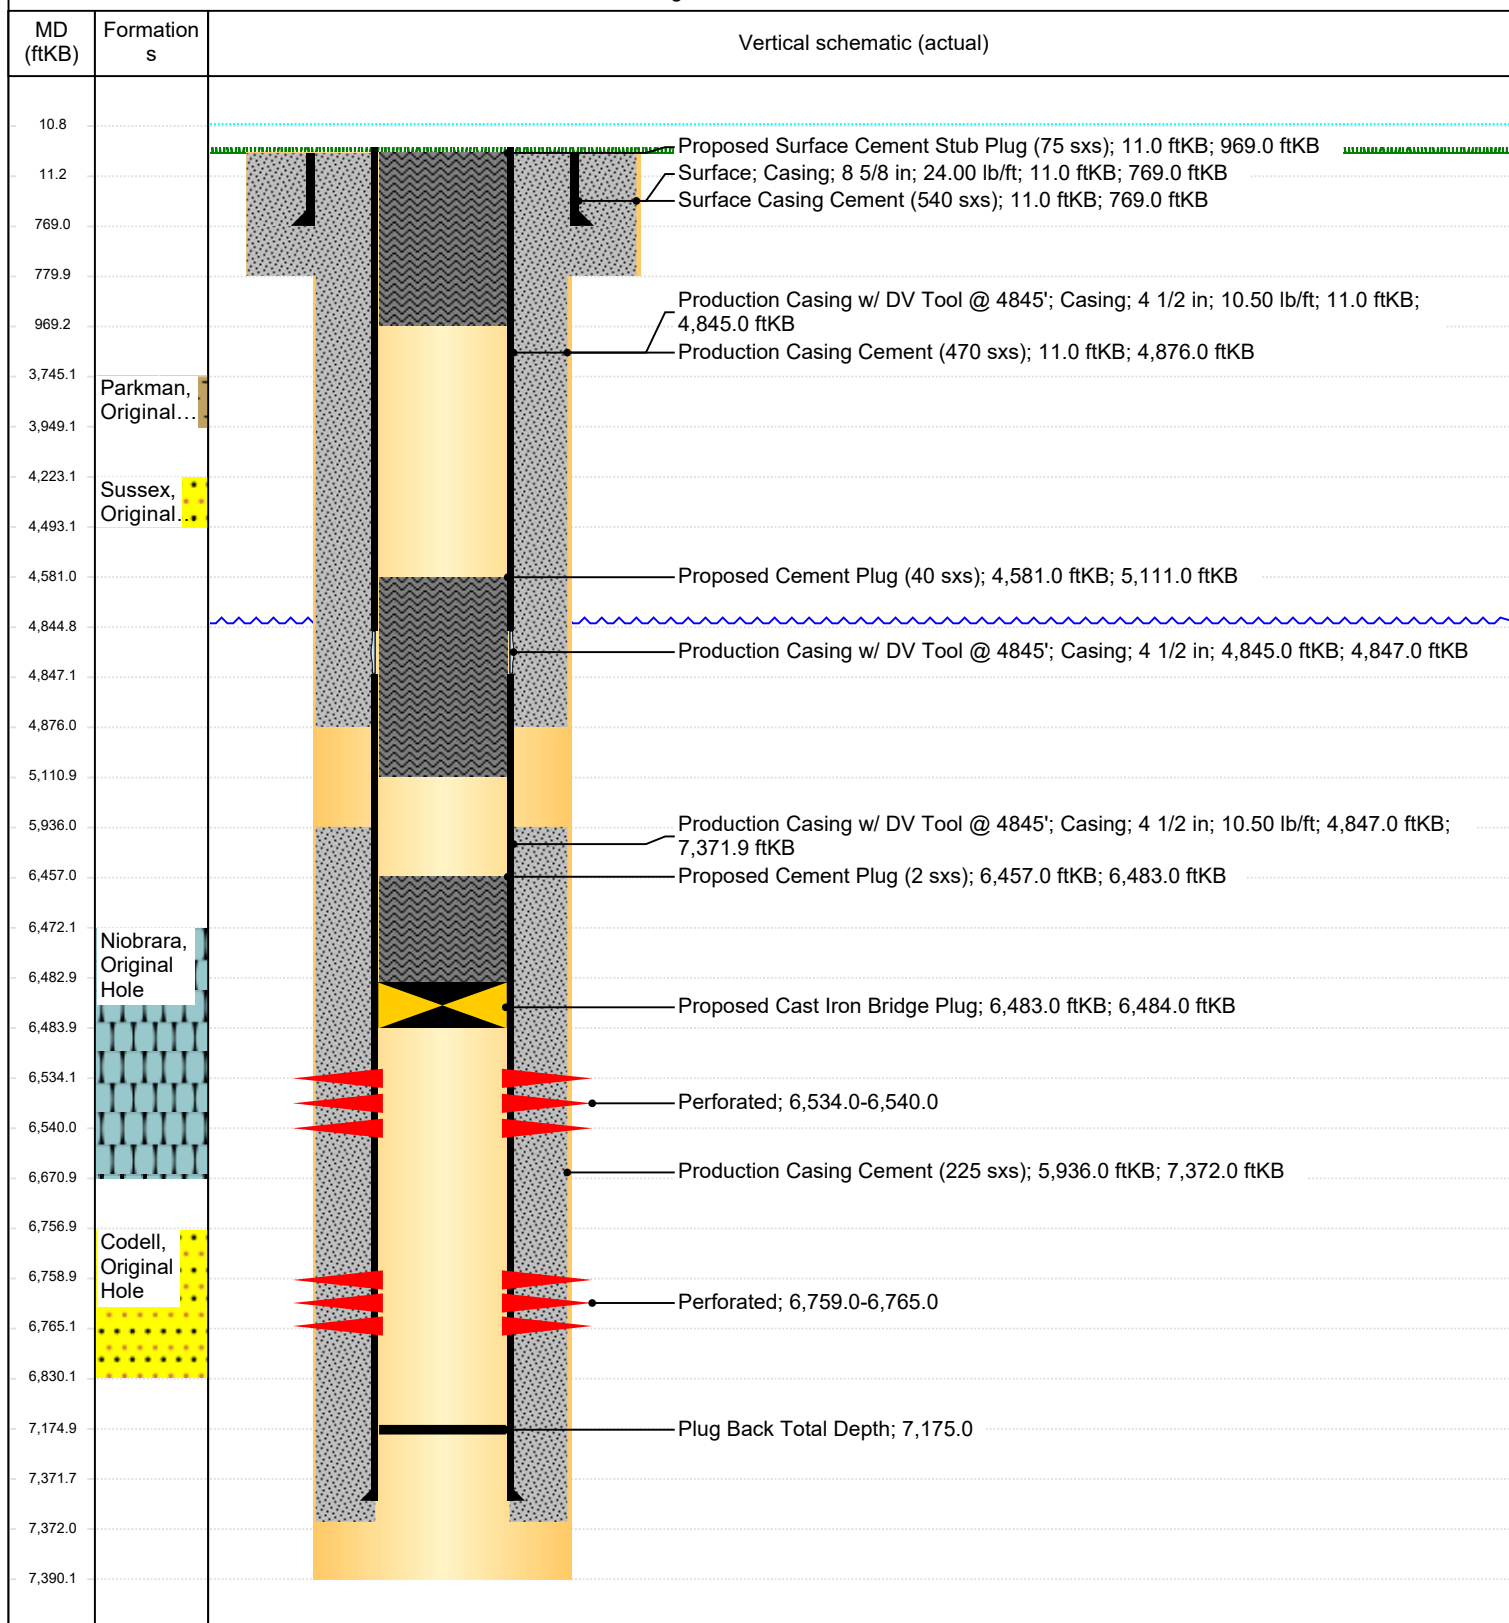 MD
(ftKB)
Formation
s
Vertical schematic (actual)
10.8
11.2
769.0
779.9
969.2
3,745.1
3,949.1
4,223.1
4,493.1
4,581.0
4,844.8
4,847.1
4,876.0
5,110.9
5,936.0
6,457.0
6,472.1
6,482.9
6,483.9
6,534.1
6,540.0
6,670.9
6,756.9
6,758.9
6,765.1
6,830.1
7,174.9
7,371.7
7,372.0
7,390.1
Parkman,
Original...
Sussex,
Original...
Niobrara,
Original
Hole
Codell,
Original
Hole
Proposed Surface Cement Stub Plug (75 sxs); 11.0 ftKB; 969.0 ftKB
Surface; Casing; 8 5/8 in; 24.00 lb/ft; 11.0 ftKB; 769.0 ftKB
Surface Casing Cement (540 sxs); 11.0 ftKB; 769.0 ftKB
Production Casing w/ DV Tool @ 4845'; Casing; 4 1/2 in; 10.50 lb/ft; 11.0 ftKB;
4,845.0 ftKB
Production Casing Cement (470 sxs); 11.0 ftKB; 4,876.0 ftKB
Proposed Cement Plug (40 sxs); 4,581.0 ftKB; 5,111.0 ftKB
Production Casing w/ DV Tool @ 4845'; Casing; 4 1/2 in; 4,845.0 ftKB; 4,847.0 ftKB
Production Casing w/ DV Tool @ 4845'; Casing; 4 1/2 in; 10.50 lb/ft; 4,847.0 ftKB;
7,371.9 ftKB
Proposed Cement Plug (2 sxs); 6,457.0 ftKB; 6,483.0 ftKB
Proposed Cast Iron Bridge Plug; 6,483.0 ftKB; 6,484.0 ftKB
Perforated; 6,534.0-6,540.0
Production Casing Cement (225 sxs); 5,936.0 ftKB; 7,372.0 ftKB
Perforated; 6,759.0-6,765.0
Plug Back Total Depth; 7,175.0